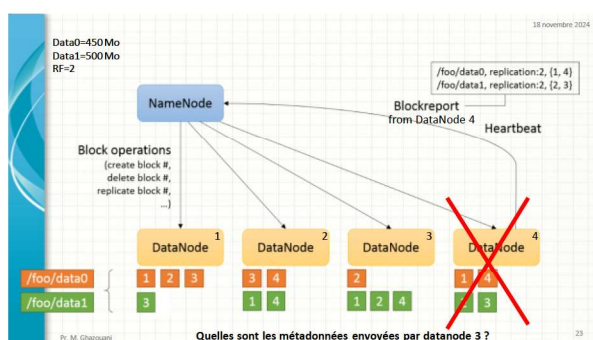 18 novembre 2024
Data0=450 Mo
Data1=500 Mo
RF=2
/foo/data0, replication:2, {1, 4}
/foo/data1, replication:2, {2, 3}
NameNode
Blockreport
from DataNode 4
Heartbeat
Block operations
(create block #,
delete block #,
replicate block #,
...)
1
DataNode
2
DataNode
3
DataNode
4
DataNode
/foo/data0
1 2 3
3 4
2
1 4
/foo/data1
3
1 4
1 2 4
2 3
Pr. M. Ghazouani
Quelles sont les métadonnées envoyées par datanode 3 ?
23